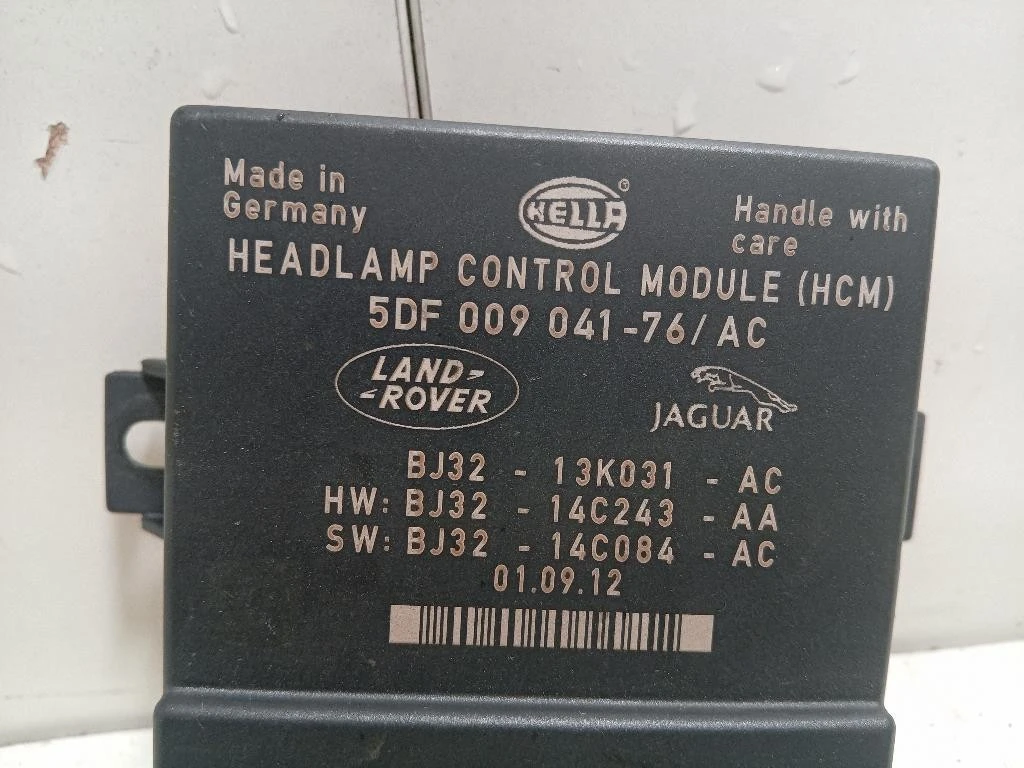 Made in
Germany
HELLA
®
Handle with
care
HEADLAMP CONTROL MODULE (HCM)
5DF 009 041-76/AC
LAND-
-ROVER
JAGUAR
BJ32 - 13K031 - AC
HW: BJ32 - 14C243 - AA
SW: BJ32 - 14C084 - AC
01.09.12